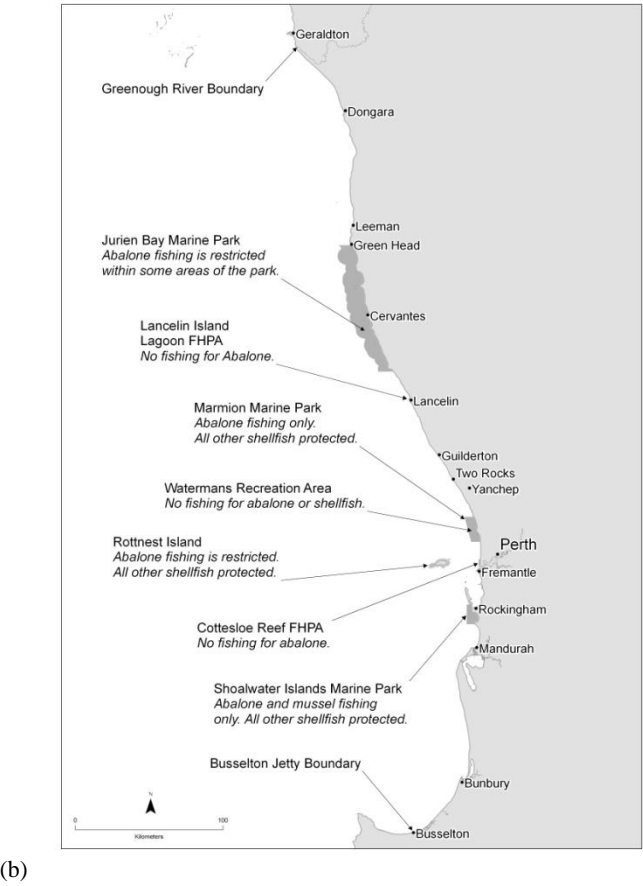 Geraldton
Greenough River Boundary
Dongara
Leeman
Green Head
Jurien Bay Marine Park
Abalone fishing is restricted
within some areas of the park.
Cervantes
Lancelin Island
Lagoon FHPA
No fishing for Abalone.
Lancelin
Marmion Marine Park
Abalone fishing only.
All other shellfish protected.
Guilderton
Two Rocks
Yanchep
Watermans Recreation Area
No fishing for abalone or shellfish.
Rottnest Island
Abalone fishing is restricted.
All other shellfish protected.
Perth
Fremantle
Rockingham
Cottesloe Reef FHPA
No fishing for abalone.
Mandurah
Shoalwater Islands Marine Park
Abalone and mussel fishing
only. All other shellfish protected.
Busselton Jetty Boundary
Bunbury
N
0 100
Kilometers
Busselton
(b)